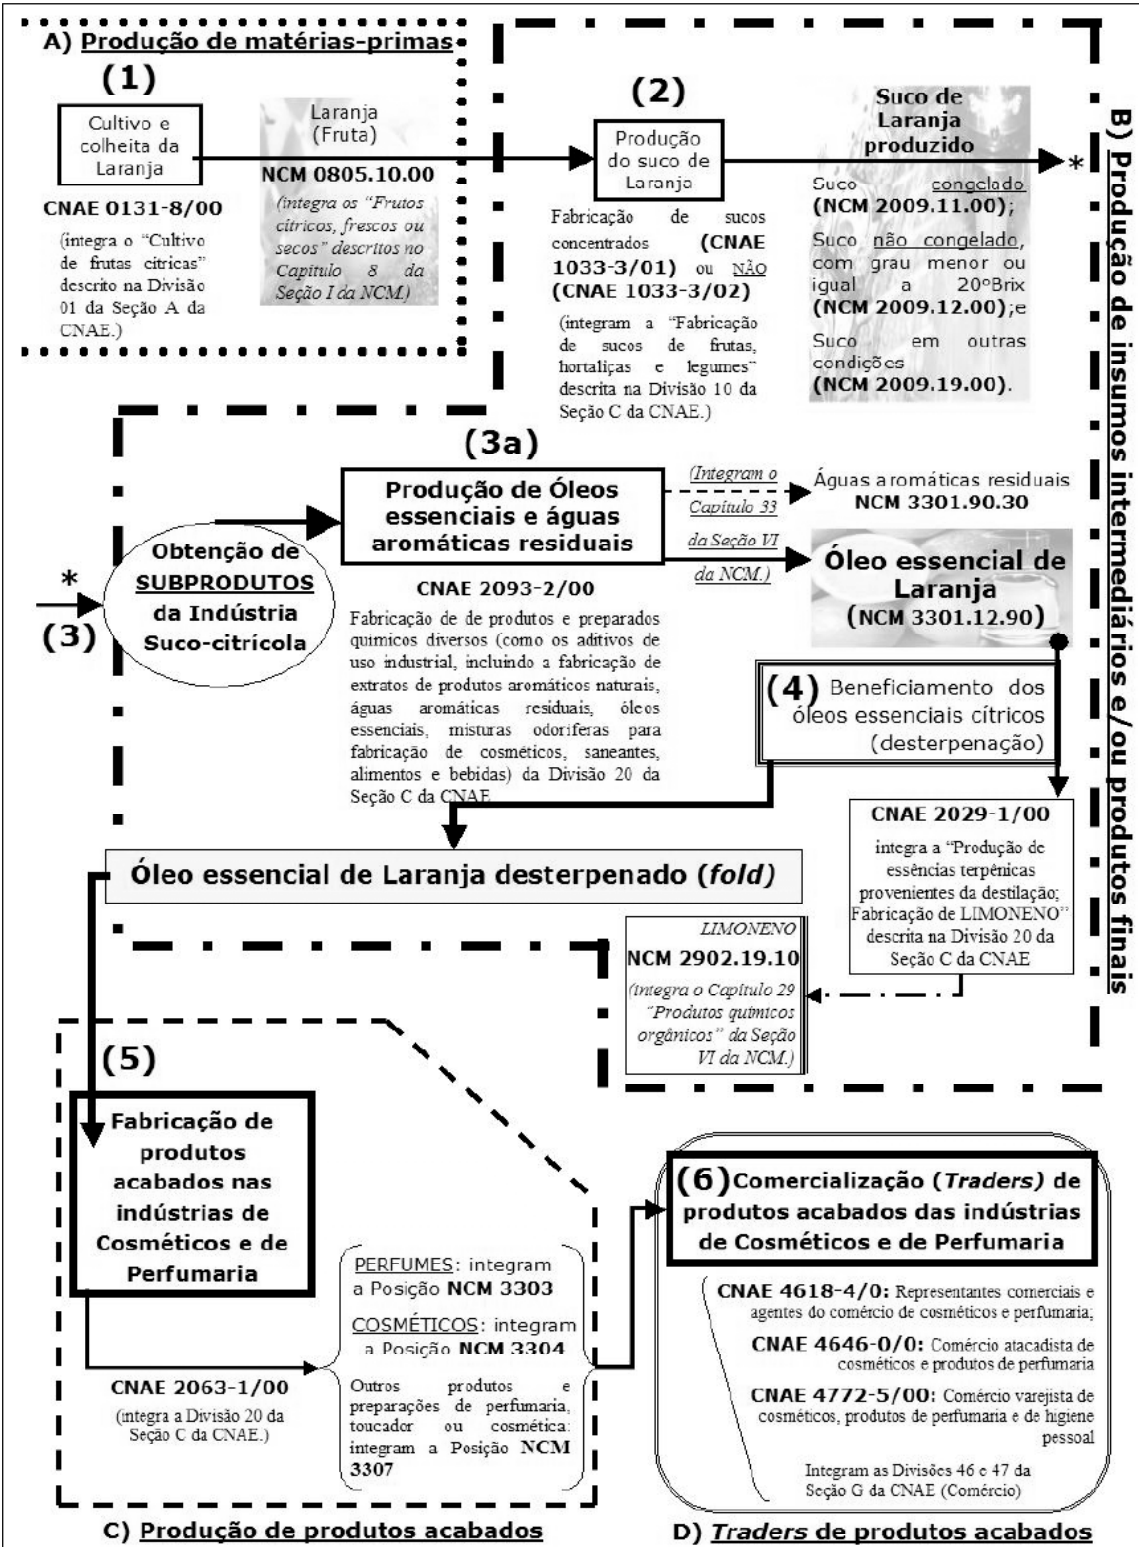 A) Produção de matérias-primas
(1)
Cultivo e
colheita da
Laranja
CNAE 0131-8/00
(integra o “Cultivo
de frutas cítricas”
descrito na Divisão
01 da Seção A da
CNAE.)
Laranja
(Fruta)
NCM 0805.10.00
(integra os “Frutos
cítricos, frescos ou
secos” descritos no
Capítulo 8 da
Seção I da NCM.)
B) Produção de insumos intermediários e/ou produtos finais
(2)
Produção
do suco de
Laranja
Fabricação de sucos
concentrados (CNAE
1033-3/01) ou NÃO
(CNAE 1033-3/02)
(integram a “Fabricação
de sucos de frutas,
hortaliças e legumes”
descrita na Divisão 10 da
Seção C da CNAE.)
Suco de
Laranja
produzido
*
Suco congelado
(NCM 2009.11.00);
Suco não congelado,
com grau menor ou
igual a 20ºBrix
(NCM 2009.12.00);e
Suco em outras
condições
(NCM 2009.19.00).
*
(3)
Obtenção de
SUBPRODUTOS
da Indústria
Suco-citrícola
(3a)
Produção de Óleos
essenciais e águas
aromáticas residuais
CNAE 2093-2/00
Fabricação de de produtos e preparados
químicos diversos (como os aditivos de
uso industrial, incluindo a fabricação de
extratos de produtos aromáticos naturais,
águas aromáticas residuais, óleos
essenciais, misturas odoríferas para
fabricação de cosméticos, saneantes,
alimentos e bebidas) da Divisão 20 da
Seção C da CNAE
(Integram o
Capítulo 33
da Seção VI
da NCM.)
Águas aromáticas residuais
NCM 3301.90.30
Óleo essencial de
Laranja
(NCM 3301.12.90)
(4) Beneficiamento dos
óleos essenciais cítricos
(desterpenação)
CNAE 2029-1/00
integra a “Produção de
essências terpênicas
provenientes da destilação;
Fabricação de LIMONENO”
descrita na Divisão 20 da
Seção C da CNAE
Óleo essencial de Laranja desterpenado (fold)
LIMONENO
NCM 2902.19.10
(integra o Capítulo 29
“Produtos químicos
orgânicos” da Seção
VI da NCM.)
(5)
Fabricação de
produtos
acabados nas
indústrias de
Cosméticos e de
Perfumaria
CNAE 2063-1/00
(integra a Divisão 20 da
Seção C da CNAE.)
PERFUMES: integram
a Posição NCM 3303
COSMÉTICOS: integram
a Posição NCM 3304
Outros produtos e
preparações de perfumaria,
toucador ou cosmética:
integram a Posição NCM
3307
C) Produção de produtos acabados
(6) Comercialização (Traders) de
produtos acabados das indústrias
de Cosméticos e de Perfumaria
CNAE 4618-4/0: Representantes comerciais e
agentes do comércio de cosméticos e perfumaria;
CNAE 4646-0/0: Comércio atacadista de
cosméticos e produtos de perfumaria
CNAE 4772-5/00: Comércio varejista de
cosméticos, produtos de perfumaria e de higiene
pessoal
Integram as Divisões 46 e 47 da
Seção G da CNAE (Comércio)
D) Traders de produtos acabados